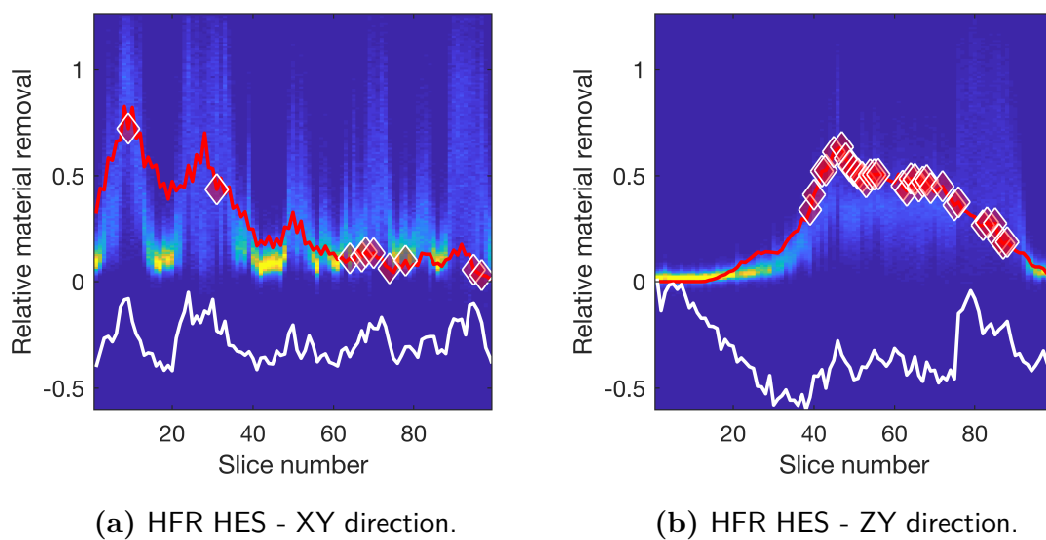 1
0.5
0
-0.5
Relative material removal
20 40 60 80
Slice number
(a) HFR HES - XY direction.
1
0.5
0
-0.5
Relative material removal
20 40 60 80
Slice number
(b) HFR HES - ZY direction.